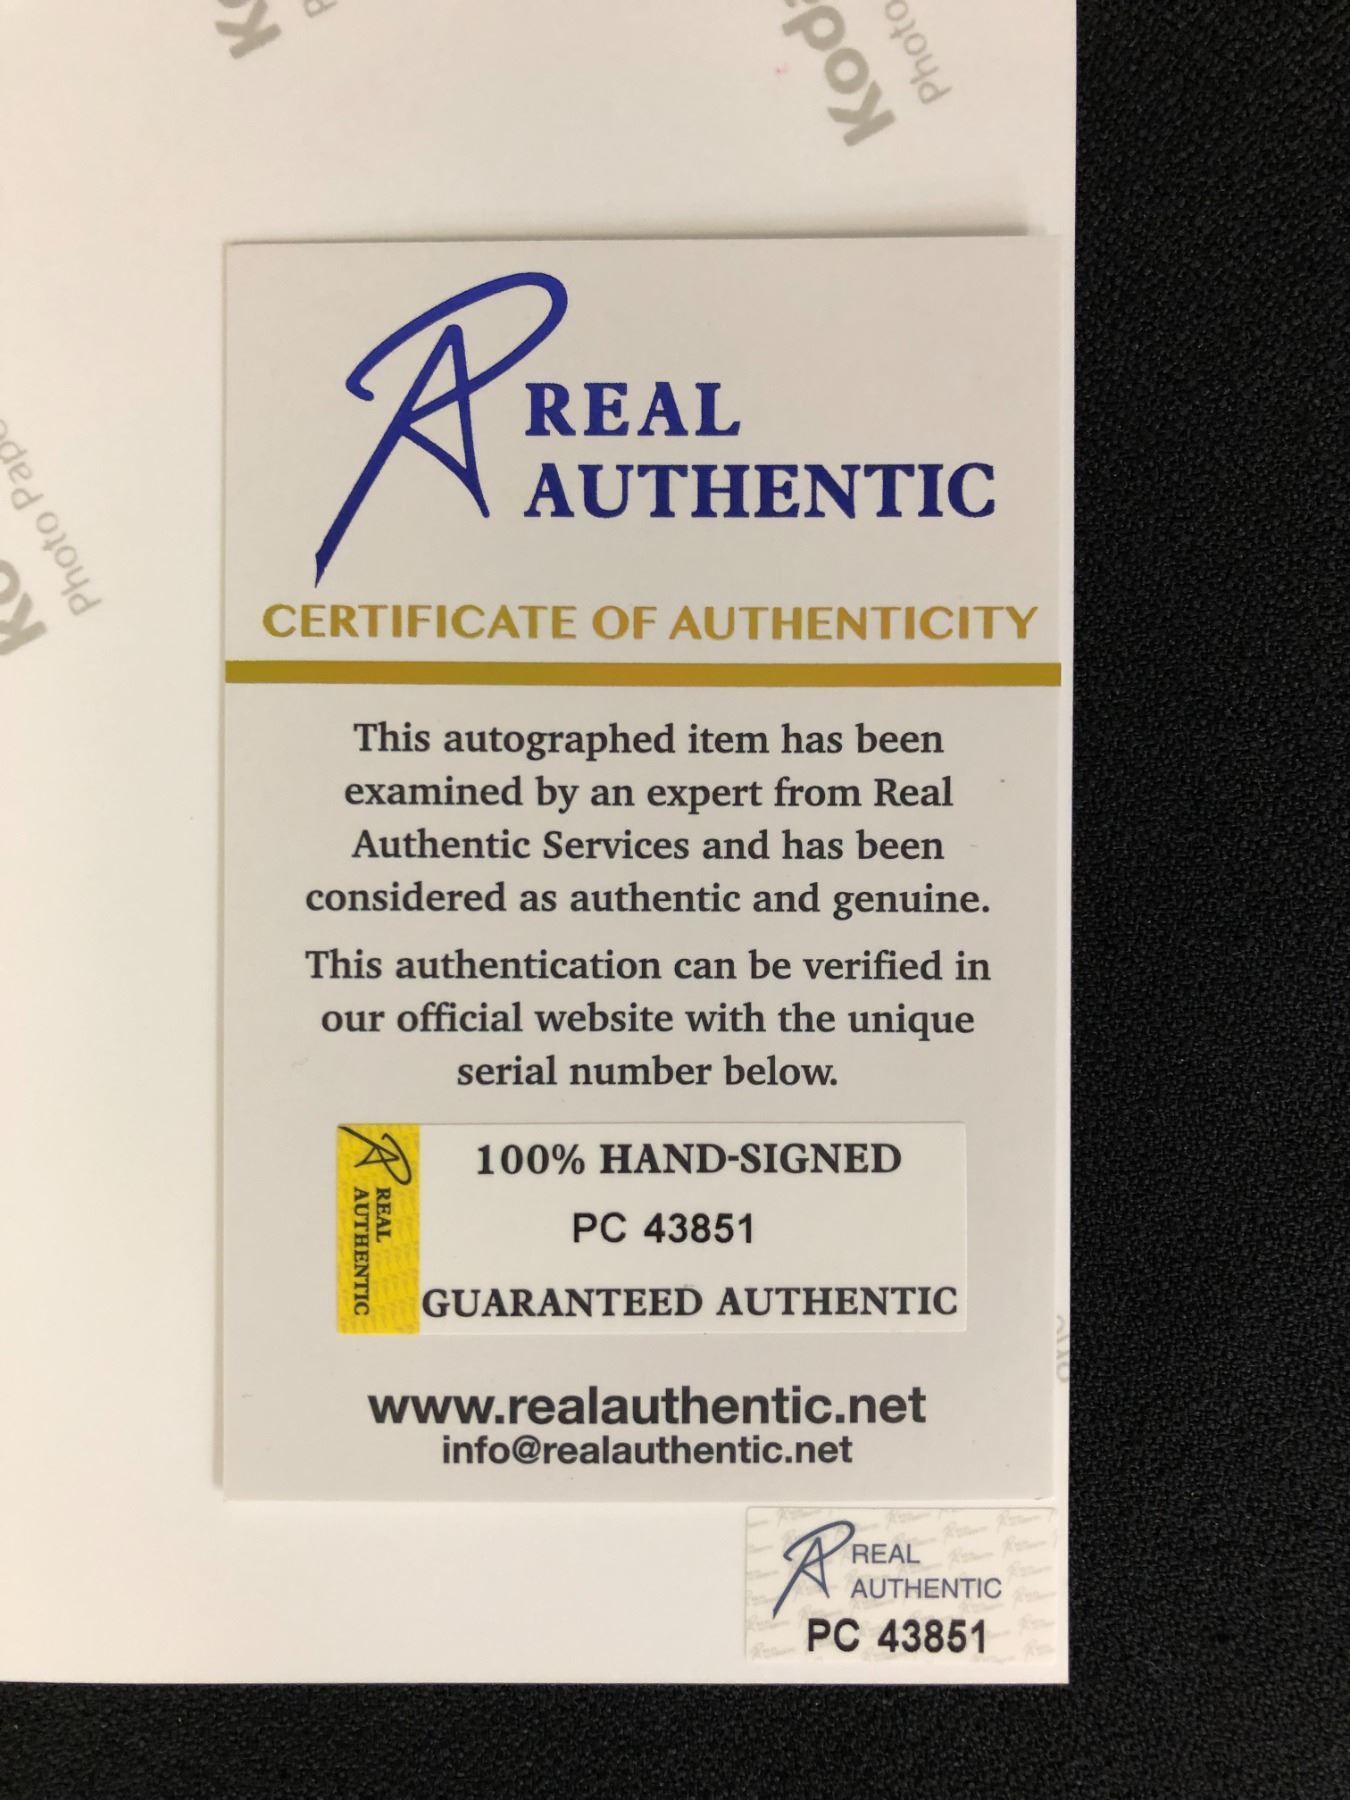 Kod
Photo
Photo Pape
REAL
AUTHENTIC
CERTIFICATE OF AUTHENTICITY
This autographed item has been
examined by an expert from Real
Authentic Services and has been
considered as authentic and genuine.
This authentication can be verified in
our official website with the unique
serial number below.
REAL
AUTHENTIC
100% HAND-SIGNED
PC 43851
GUARANTEED AUTHENTIC
www.realauthentic.net
info@realauthentic.net
REAL
AUTHENTIC
PC 43851